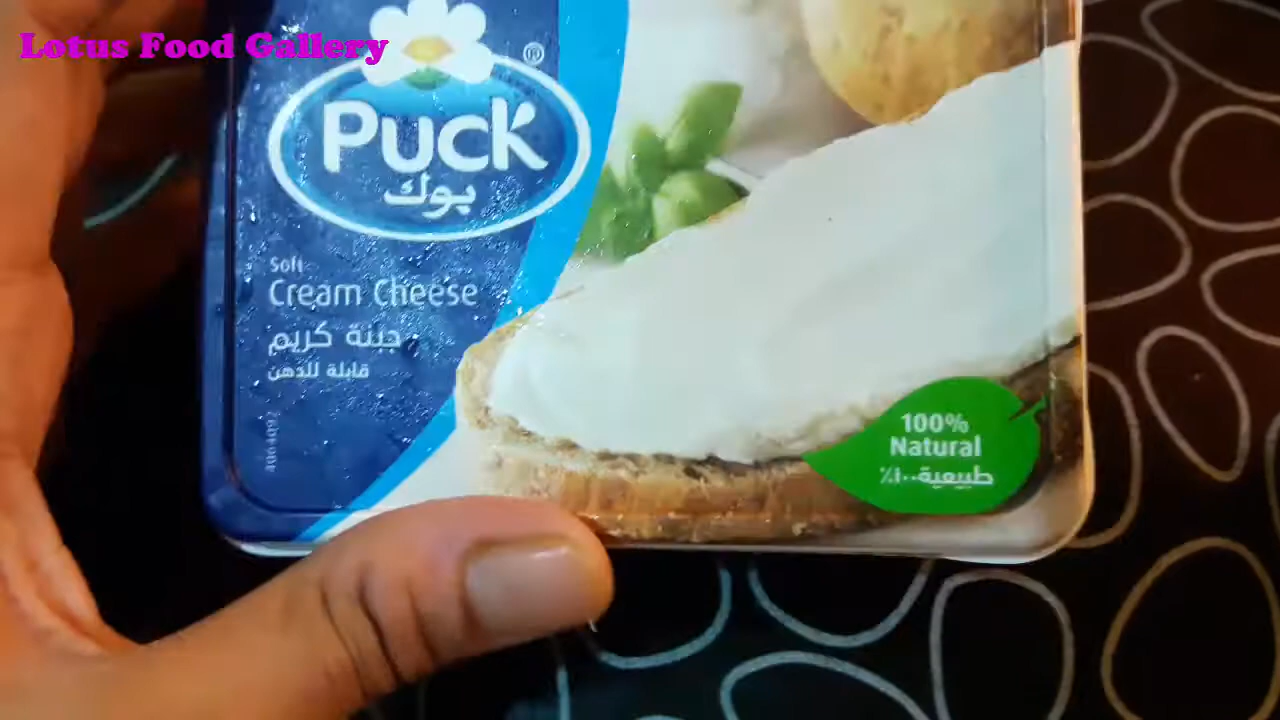 Lotus Food Gallery
Puck®
بوك
Soft
Cream Cheese
جبنة كريم
قابلة للدهن
100%
Natural
طبيعية ١٠٠٪